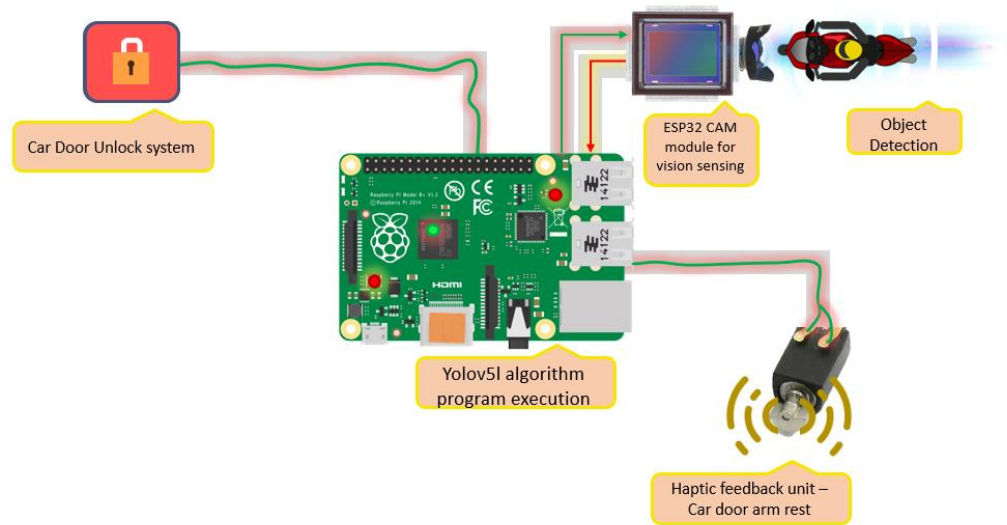 Car Door Unlock system
ESP32 CAM
module for
vision sensing
Object
Detection
Raspberry Pi Model B+ V1.2
©Raspberry Pi 2014
CE
FC
14122
14122
HDMI
Yolov5l algorithm
program execution
Haptic feedback unit –
Car door arm rest